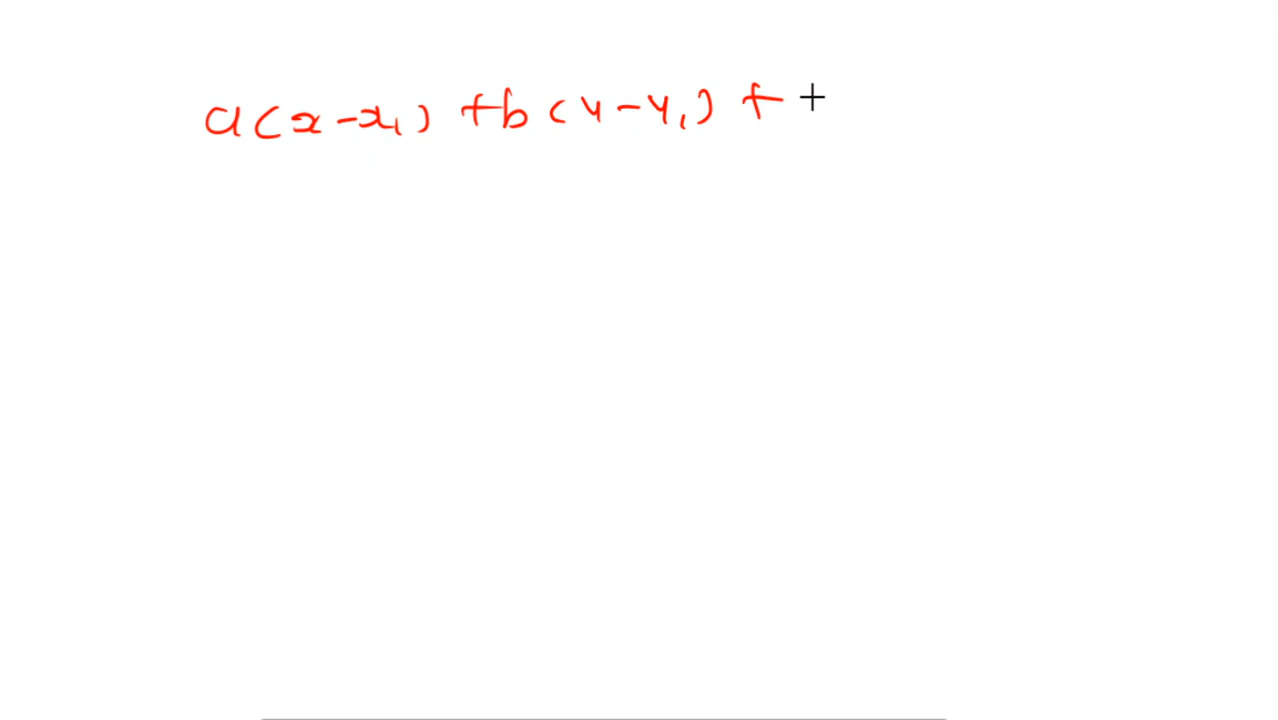 a(x-x₁) +b(y-y₁) +